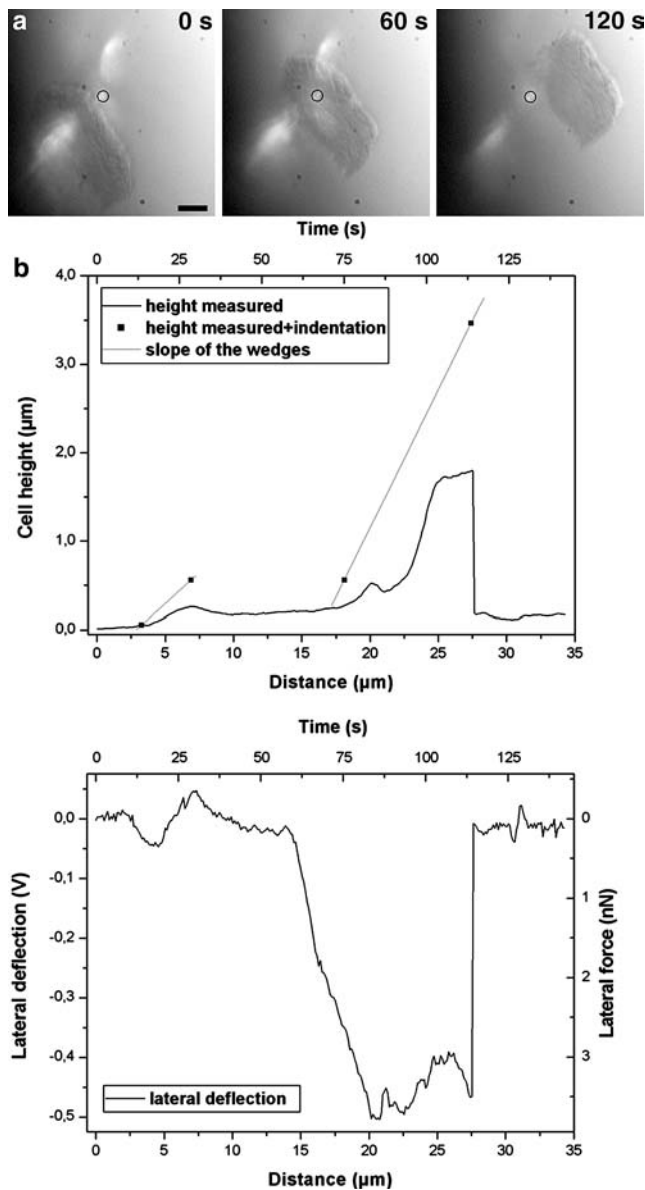 a 0 s 60 s 120 s
Time (s)
b
0 25 50 75 100 125
4,0
3,0
2,0
1,0
0,0
Cell height (µm)
height measured
height measured+indentation
slope of the wedges
0 5 10 15 20 25 30 35
Distance (µm)
Time (s)
0 25 50 75 100 125
0,0
-0,1
-0,2
-0,3
-0,4
-0,5
Lateral deflection (V)
0
1
2
3
Lateral force (nN)
lateral deflection
0 5 10 15 20 25 30 35
Distance (µm)